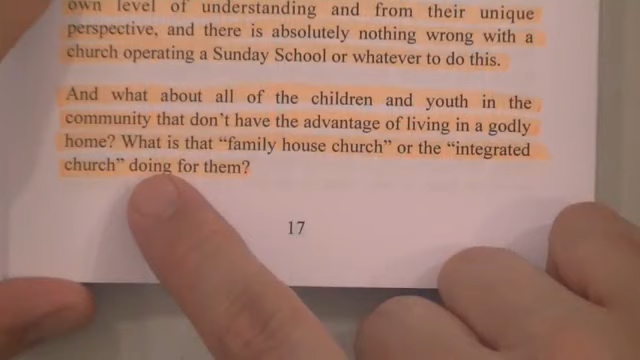 own level of understanding and from their unique
perspective, and there is absolutely nothing wrong with a
church operating a Sunday School or whatever to do this.
And what about all of the children and youth in the
community that don't have the advantage of living in a godly
home? What is that “family house church” or the “integrated
church” doing for them?
17